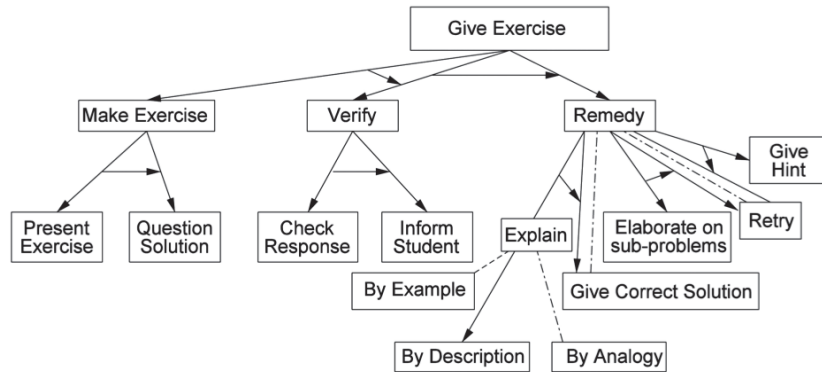 Give Exercise
Make Exercise
Verify
Remedy
Give
Hint
Present
Exercise
Question
Solution
Check
Response
Inform
Student
Explain
Elaborate on
sub-problems
Retry
By Example
Give Correct Solution
By Description
By Analogy